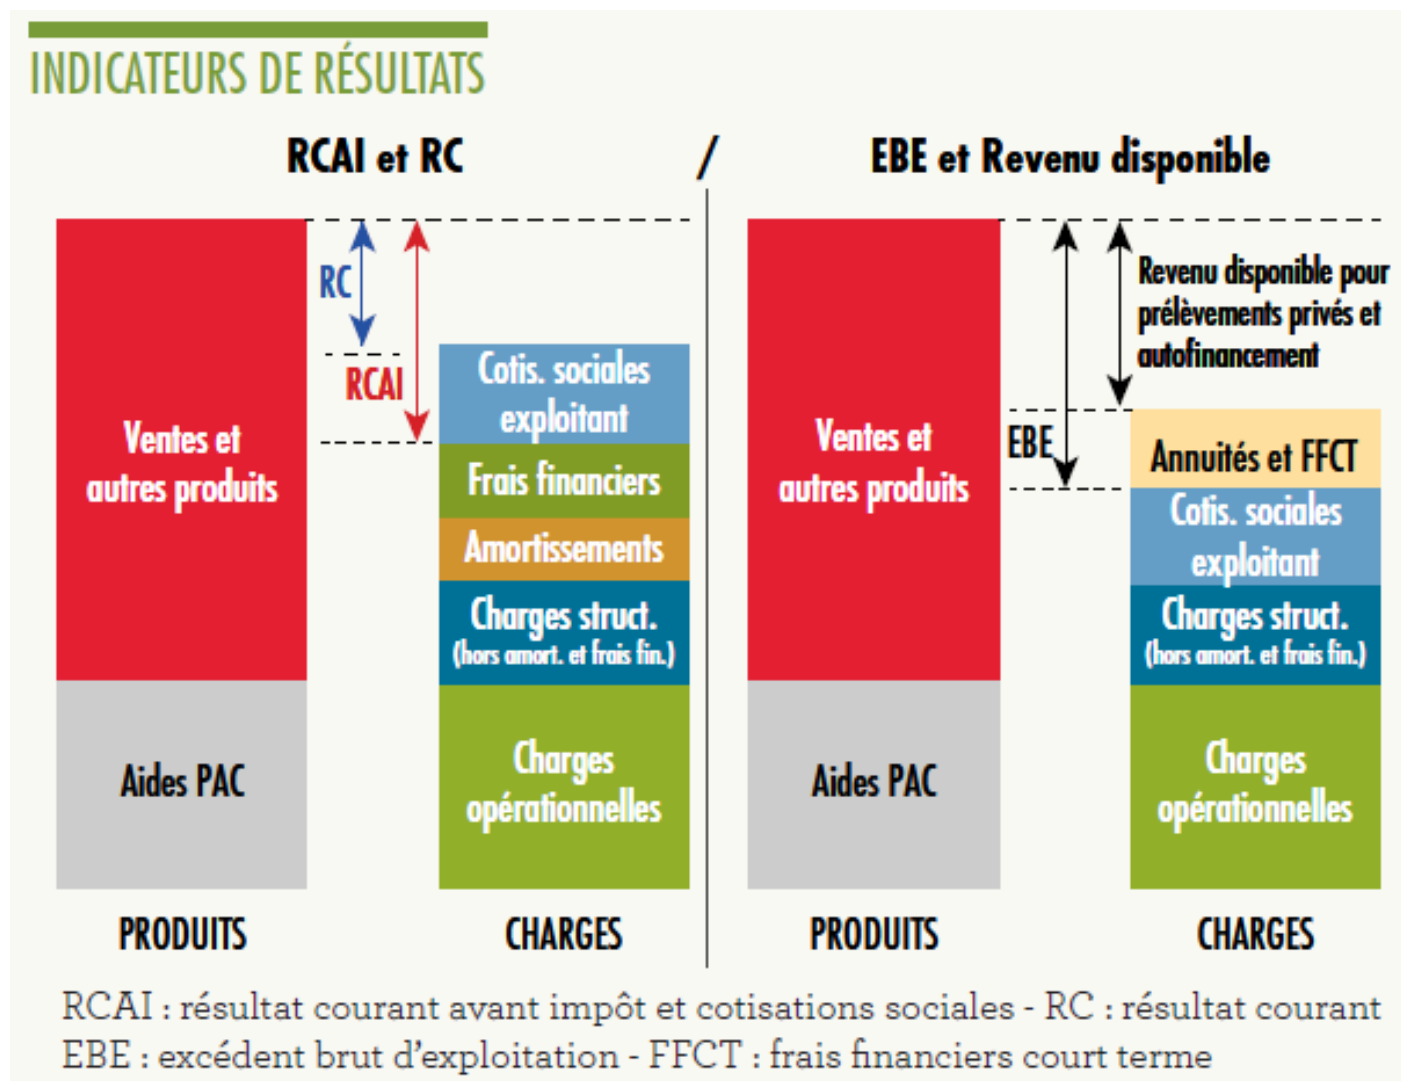 INDICATEURS DE RÉSULTATS
RCAI et RC
/
EBE et Revenu disponible
RC
RCAI
Ventes et
autres produits
Aides PAC
Cotis. sociales
exploitant
Frais financiers
Amortissements
Charges struct.
(hors amort. et frais fin.)
Charges
opérationnelles
PRODUITS
CHARGES
Revenu disponible pour
prélèvements privés et
autofinancement
EBE
Ventes et
autres produits
Aides PAC
Annuités et FFCT
Cotis. sociales
exploitant
Charges struct.
(hors amort. et frais fin.)
Charges
opérationnelles
PRODUITS
CHARGES
RCAI : résultat courant avant impôt et cotisations sociales - RC : résultat courant
EBE : excédent brut d’exploitation - FFCT : frais financiers court terme